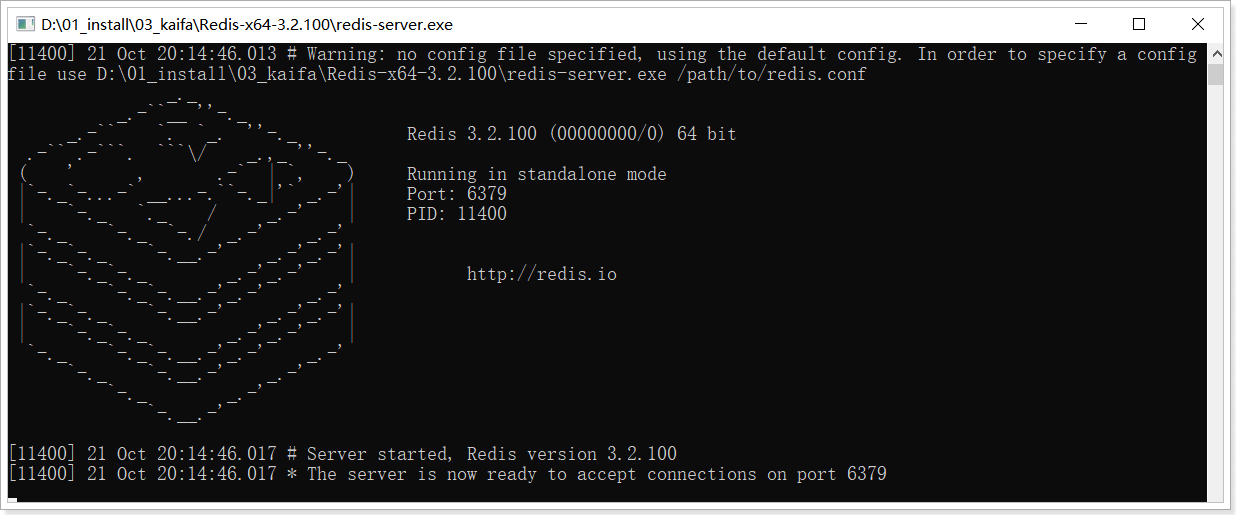 D:\01_install\03_kaifa\Redis-x64-3.2.100\redis-server.exe
[11400] 21 Oct 20:14:46.013 # Warning: no config file specified, using the default config. In order to specify a config
file use D:\01_install\03_kaifa\Redis-x64-3.2.100\redis-server.exe /path/to/redis.conf
Redis 3.2.100 (00000000/0) 64 bit
Running in standalone mode
Port: 6379
PID: 11400
http://redis.io
[11400] 21 Oct 20:14:46.017 # Server started, Redis version 3.2.100
[11400] 21 Oct 20:14:46.017 * The server is now ready to accept connections on port 6379